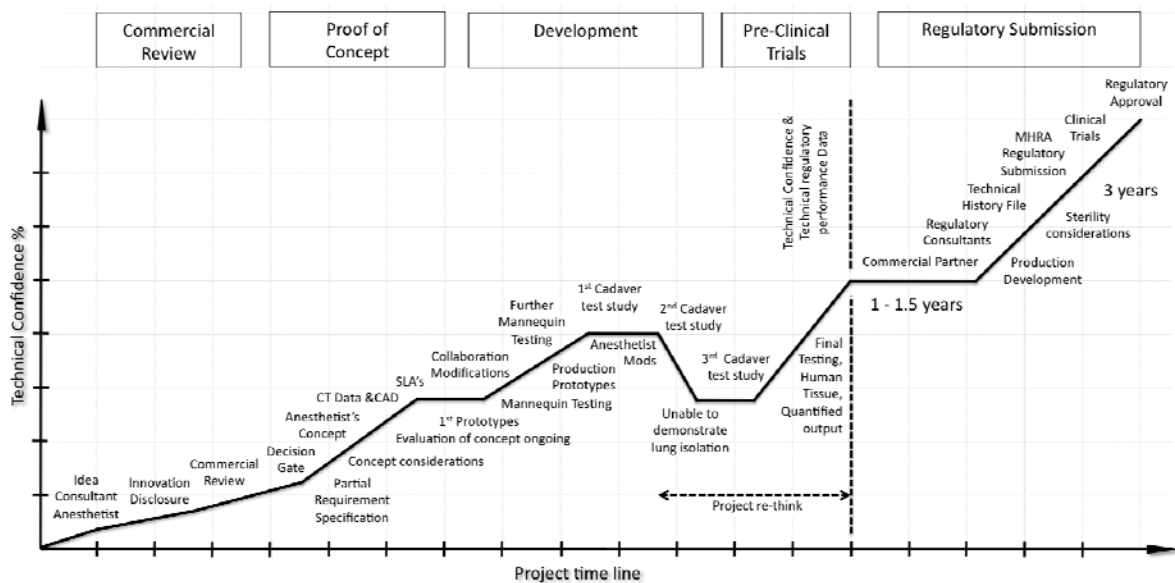 Commercial
Review
Proof of
Concept
Development
Pre-Clinical
Trials
Regulatory Submission
Technical Confidence %
Idea
Consultant
Anesthetist
Innovation
Disclosure
Commercial
Review
Decision
Gate
Anesthetist's
Concept
CT Data &CAD
SLA's
Partial
Requirement
Specification
Concept considerations
1st Prototypes
Evaluation of concept ongoing
Collaboration
Modifications
Further
Mannequin
Testing
Production
Prototypes
Mannequin Testing
1st Cadaver
test study
Anesthetist
Mods
2nd Cadaver
test study
Unable to
demonstrate
lung isolation
3rd Cadaver
test study
Project re-think
Final
Testing,
Human
Tissue,
Quantified
output
Technical Confidence &
Technical regulatory
performance Data
1 - 1.5 years
Commercial Partner
Regulatory
Consultants
Technical
History File
MHRA
Regulatory
Submission
Clinical
Trials
Regulatory
Approval
3 years
Sterility
considerations
Production
Development
Project time line